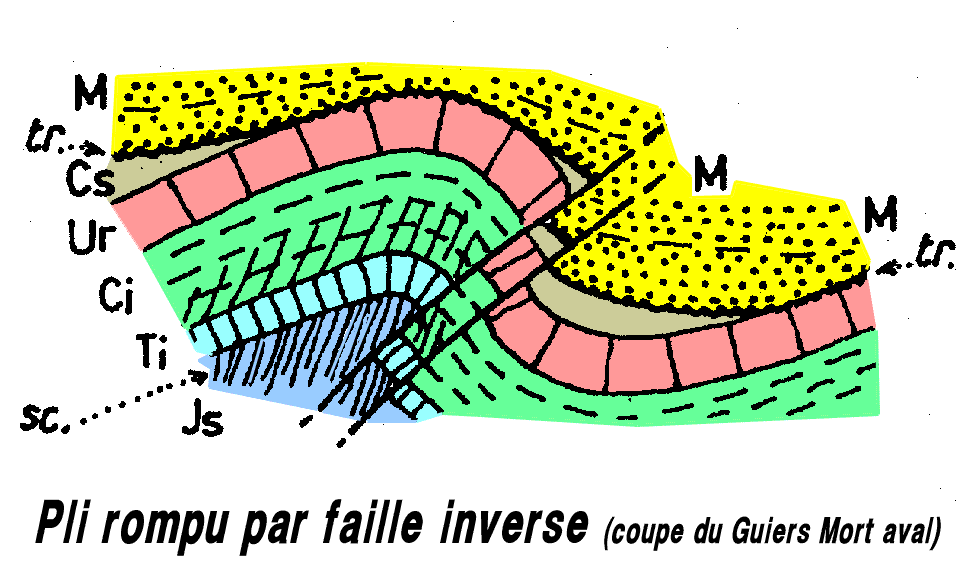 M
tr.
Cs
Ur
Ci
Ti
sc.
Js
M
M
tr.
Pli rompu par faille inverse (coupe du Guiers Mort aval)